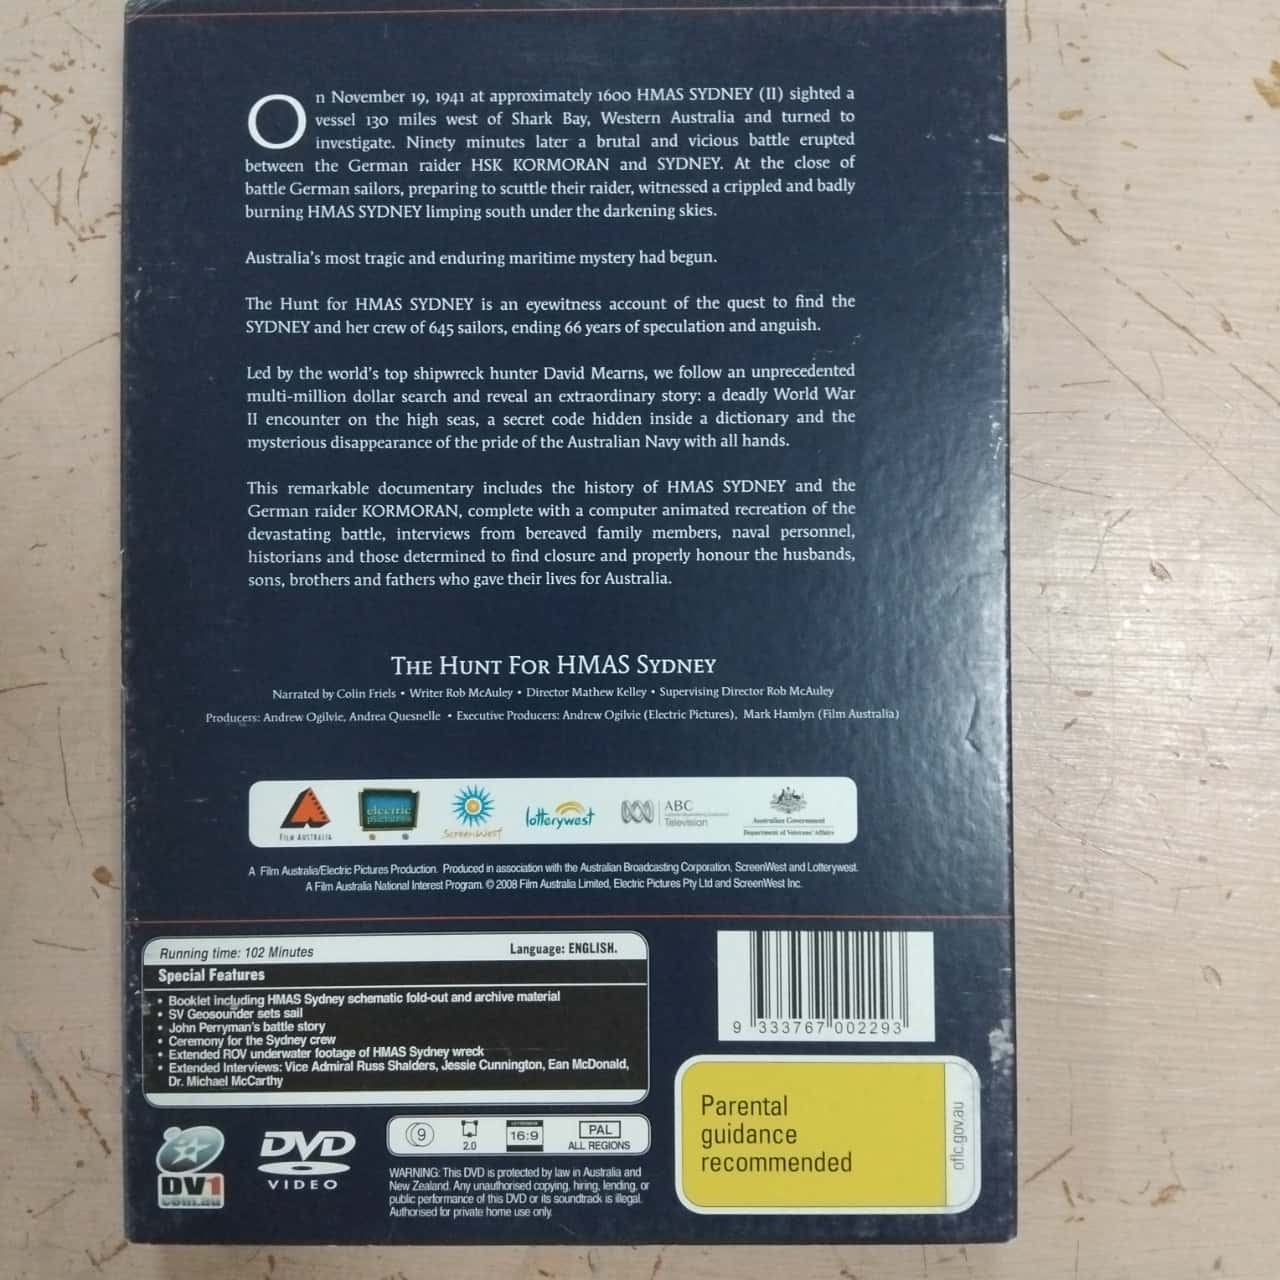 On November 19, 1941 at approximately 1600 HMAS SYDNEY (II) sighted a
vessel 130 miles west of Shark Bay, Western Australia and turned to
investigate. Ninety minutes later a brutal and vicious battle erupted
between the German raider HSK KORMORAN and SYDNEY. At the close of
battle German sailors, preparing to scuttle their raider, witnessed a crippled and badly
burning HMAS SYDNEY limping south under the darkening skies.
Australia's most tragic and enduring maritime mystery had begun.
The Hunt for HMAS SYDNEY is an eyewitness account of the quest to find the
SYDNEY and her crew of 645 sailors, ending 66 years of speculation and anguish.
Led by the world's top shipwreck hunter David Mearns, we follow an unprecedented
multi-million dollar search and reveal an extraordinary story: a deadly World War
II encounter on the high seas, a secret code hidden inside a dictionary and the
mysterious disappearance of the pride of the Australian Navy with all hands.
This remarkable documentary includes the history of HMAS SYDNEY and the
German raider KORMORAN, complete with a computer animated recreation of the
devastating battle, interviews from bereaved family members, naval personnel,
historians and those determined to find closure and properly honour the husbands,
sons, brothers and fathers who gave their lives for Australia.
THE HUNT FOR HMAS SYDNEY
Narrated by Colin Friels • Writer Rob McAuley • Director Mathew Kelley • Supervising Director Rob McAuley
Producers: Andrew Ogilvie, Andrea Quesnelle • Executive Producers: Andrew Ogilvie (Electric Pictures), Mark Hamlyn (Film Australia)
FILM AUSTRALIA
electric pictures
ScreenWest
lotterywest
ABC
Television
Australian Government
Department of Veterans' Affairs
A Film Australia/Electric Pictures Production. Produced in association with the Australian Broadcasting Corporation, ScreenWest and Lotterywest.
A Film Australia National Interest Program. © 2008 Film Australia Limited, Electric Pictures Pty Ltd and ScreenWest Inc.
Running time: 102 Minutes
Language: ENGLISH.
Special Features
• Booklet including HMAS Sydney schematic fold-out and archive material
• SV Geosounder sets sail
• John Perryman's battle story
• Ceremony for the Sydney crew
• Extended ROV underwater footage of HMAS Sydney wreck
• Extended Interviews: Vice Admiral Russ Shalders, Jessie Cunnington, Ean McDonald,
Dr. Michael McCarthy
9 333767 002293
Parental
guidance
recommended
oflc.gov.au
DV1
com.au
DVD
VIDEO
9
2.0
16:9
PAL
ALL REGIONS
WARNING: This DVD is protected by law in Australia and
New Zealand. Any unauthorised copying, hiring, lending, or
public performance of this DVD or its soundtrack is illegal.
Authorised for private home use only.